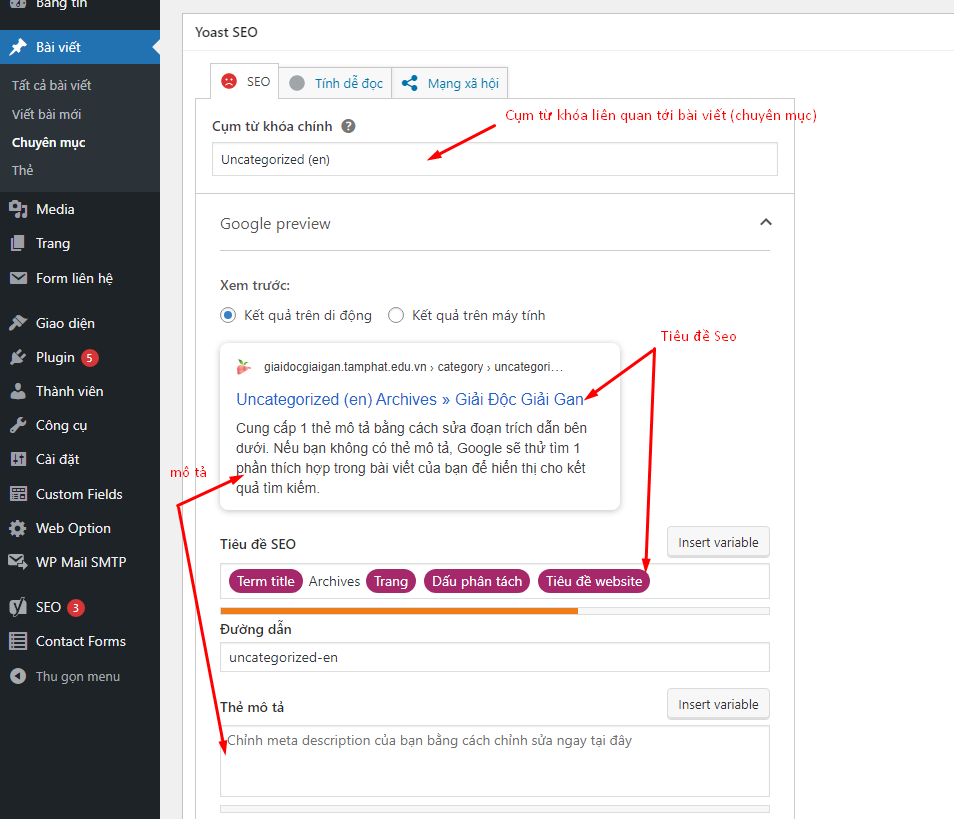 Bảng tin
Bài viết
Tất cả bài viết
Viết bài mới
Chuyên mục
Thẻ
Media
Trang
Form liên hệ
Giao diện
Plugin 5
Thành viên
Công cụ
Cài đặt
Custom Fields
Web Option
WP Mail SMTP
SEO 3
Contact Forms
Thu gọn menu
Yoast SEO
SEO Tính dễ đọc Mạng xã hội
Cụm từ khóa chính ?
Cụm từ khóa liên quan tới bài viết (chuyên mục)
Uncategorized (en)
Google preview
Xem trước:
Kết quả trên di động Kết quả trên máy tính
Tiêu đề Seo
giaidocgiaigan.tamphat.edu.vn › category › uncategori...
Uncategorized (en) Archives » Giải Độc Giải Gan
Cung cấp 1 thẻ mô tả bằng cách sửa đoạn trích dẫn bên
dưới. Nếu bạn không có thẻ mô tả, Google sẽ thử tìm 1
phần thích hợp trong bài viết của bạn để hiển thị cho kết
quả tìm kiếm.
mô tả
Tiêu đề SEO Insert variable
Term title Archives Trang Dấu phân tách Tiêu đề website
Đường dẫn
uncategorized-en
Thẻ mô tả Insert variable
Chỉnh meta description của bạn bằng cách chỉnh sửa ngay tại đây